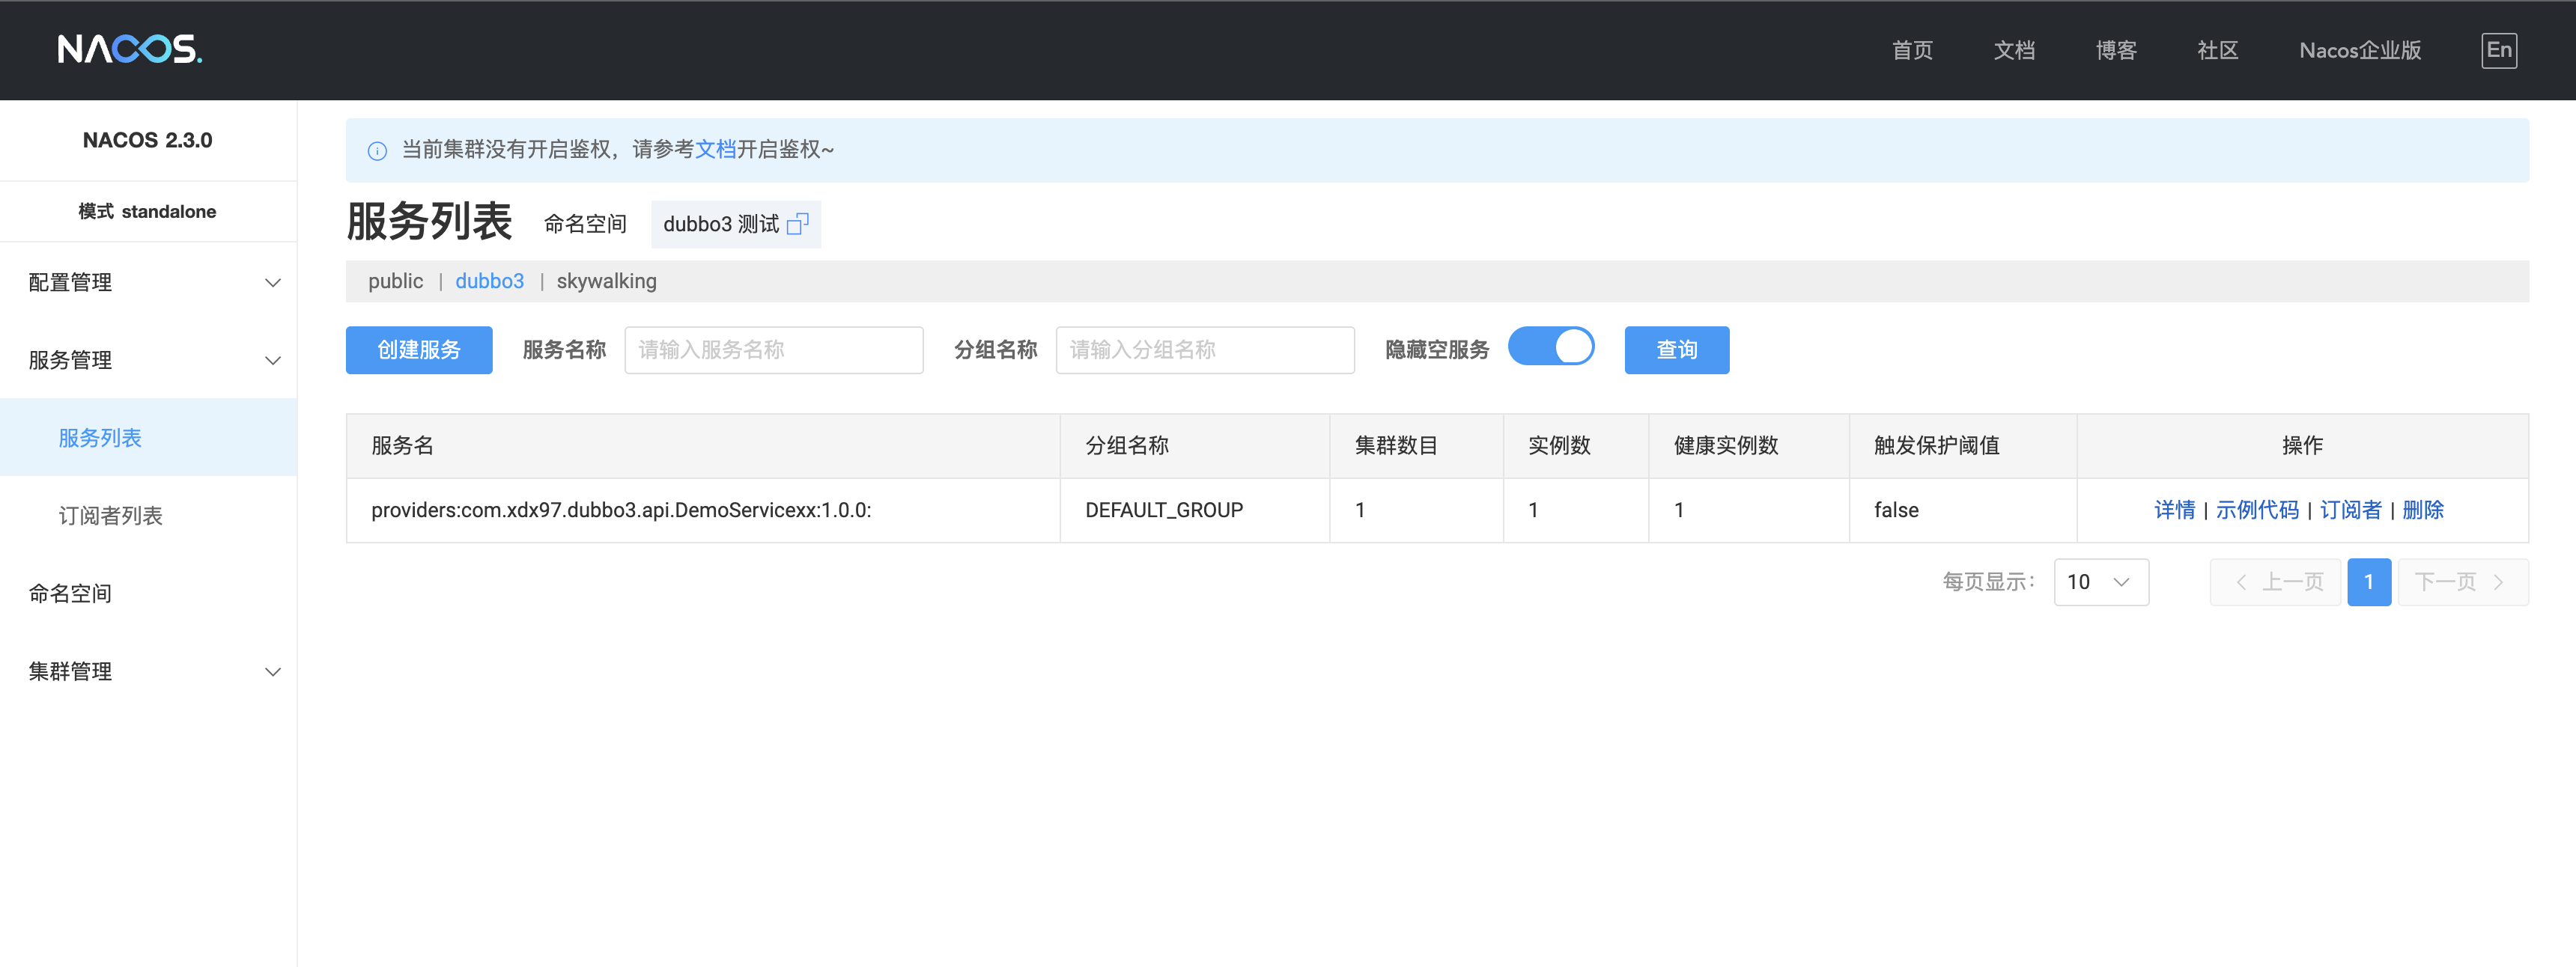 NACOS.
首页 文档 博客 社区 Nacos企业版 En
NACOS 2.3.0
模式 standalone
配置管理
服务管理
服务列表
订阅者列表
命名空间
集群管理
当前集群没有开启鉴权，请参考文档开启鉴权~
服务列表 命名空间 dubbo3 测试
public | dubbo3 | skywalking
创建服务 服务名称 请输入服务名称 分组名称 请输入分组名称 隐藏空服务 查询
服务名 分组名称 集群数目 实例数 健康实例数 触发保护阈值 操作
providers:com.xdx97.dubbo3.api.DemoServicexx:1.0.0: DEFAULT_GROUP 1 1 1 false 详情 | 示例代码 | 订阅者 | 删除
每页显示： 10 上一页 1 下一页